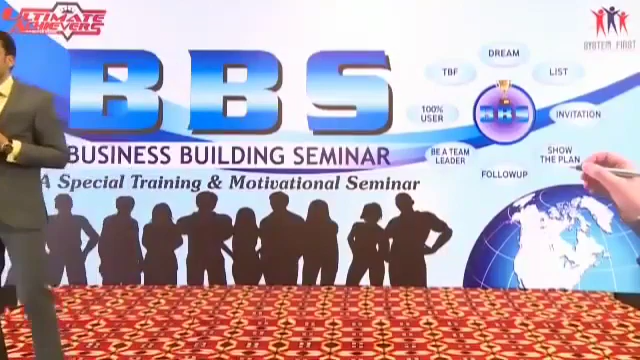 ULTIMATE
ACHIEVERS
SYSTEM FIRST
BBS
BUSINESS BUILDING SEMINAR
A Special Training & Motivational Seminar
DREAM
LIST
INVITATION
SHOW
THE PLAN
FOLLOWUP
BE A TEAM
LEADER
100%
USER
TBF
BBS